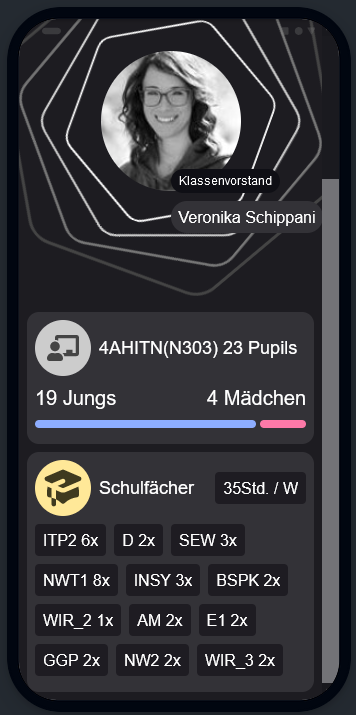 Klassenvorstand
Veronika Schippani
4AHITN(N303) 23 Pupils
19 Jungs 4 Mädchen
Schulfächer 35Std. / W
ITP2 6x D 2x SEW 3x
NWT1 8x INSY 3x BSPK 2x
WIR_2 1x AM 2x E1 2x
GGP 2x NW2 2x WIR_3 2x